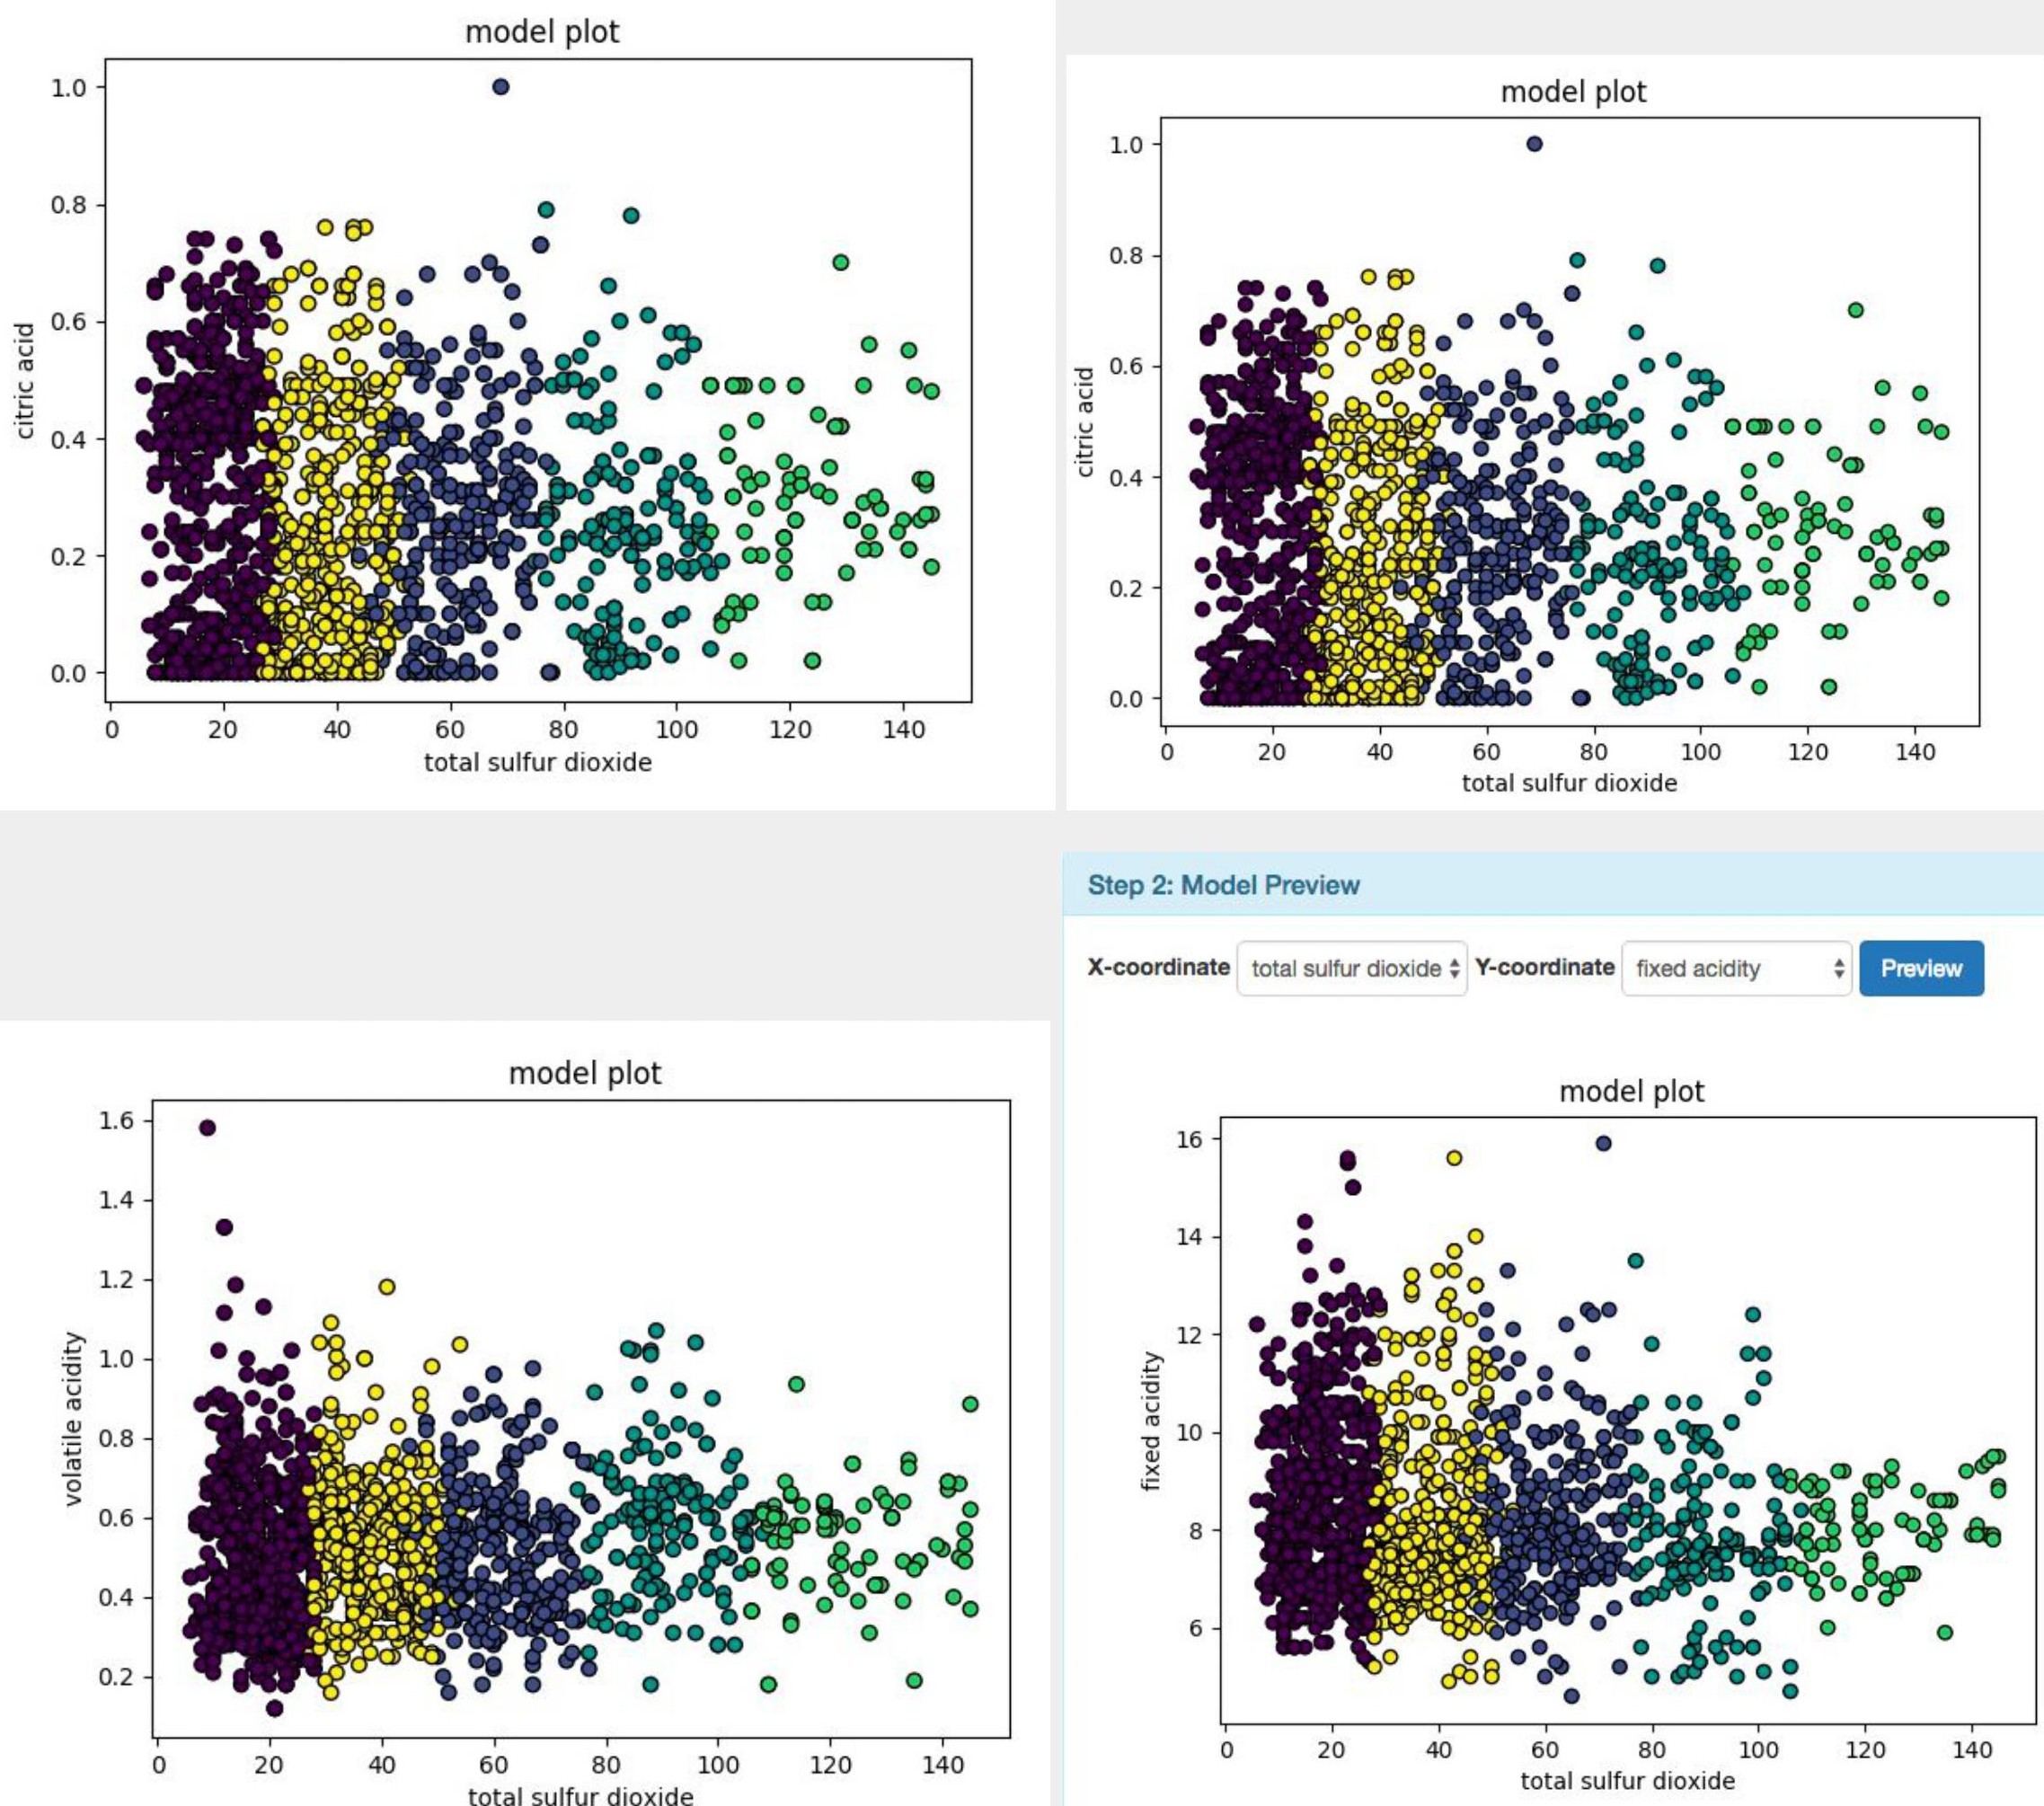 model plot
1.0
0.8
0.6
0.4
0.2
0.0
citric acid
0 20 40 60 80 100 120 140
total sulfur dioxide
model plot
1.0
0.8
0.6
0.4
0.2
0.0
citric acid
0 20 40 60 80 100 120 140
total sulfur dioxide
model plot
1.6
1.4
1.2
1.0
0.8
0.6
0.4
0.2
volatile acidity
0 20 40 60 80 100 120 140
total sulfur dioxide
Step 2: Model Preview
X-coordinate total sulfur dioxide Y-coordinate fixed acidity Preview
model plot
16
14
12
10
8
6
fixed acidity
0 20 40 60 80 100 120 140
total sulfur dioxide